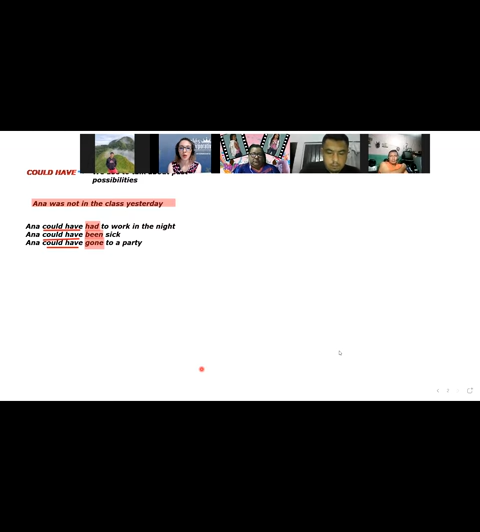 COULD HAVE
possibilities
Ana was not in the class yesterday
Ana could have had to work in the night
Ana could have been sick
Ana could have gone to a party